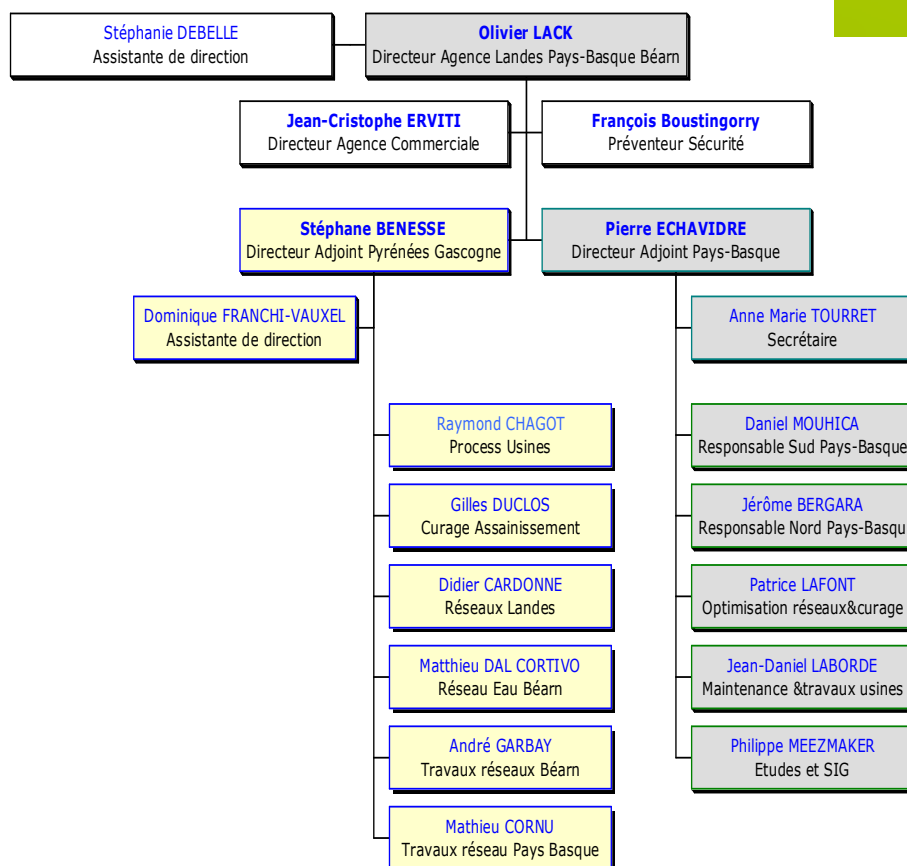 Stéphanie DEBELLE
Assistante de direction
Olivier LACK
Directeur Agence Landes Pays-Basque Béarn
Jean-Cristophe ERVITI
Directeur Agence Commerciale
François Boustingorry
Préventeur Sécurité
Stéphane BENESSE
Directeur Adjoint Pyrénées Gascogne
Pierre ECHAVIDRE
Directeur Adjoint Pays-Basque
Dominique FRANCHI-VAUXEL
Assistante de direction
Anne Marie TOURRET
Secrétaire
Raymond CHAGOT
Process Usines
Daniel MOUHICA
Responsable Sud Pays-Basque
Gilles DUCLOS
Curage Assainissement
Jérôme BERGARA
Responsable Nord Pays-Basqu
Didier CARDONNE
Réseaux Landes
Patrice LAFONT
Optimisation réseaux&curage
Matthieu DAL CORTIVO
Réseau Eau Béarn
Jean-Daniel LABORDE
Maintenance &travaux usines
André GARBAY
Travaux réseaux Béarn
Philippe MEEZMAKER
Etudes et SIG
Mathieu CORNU
Travaux réseau Pays Basque